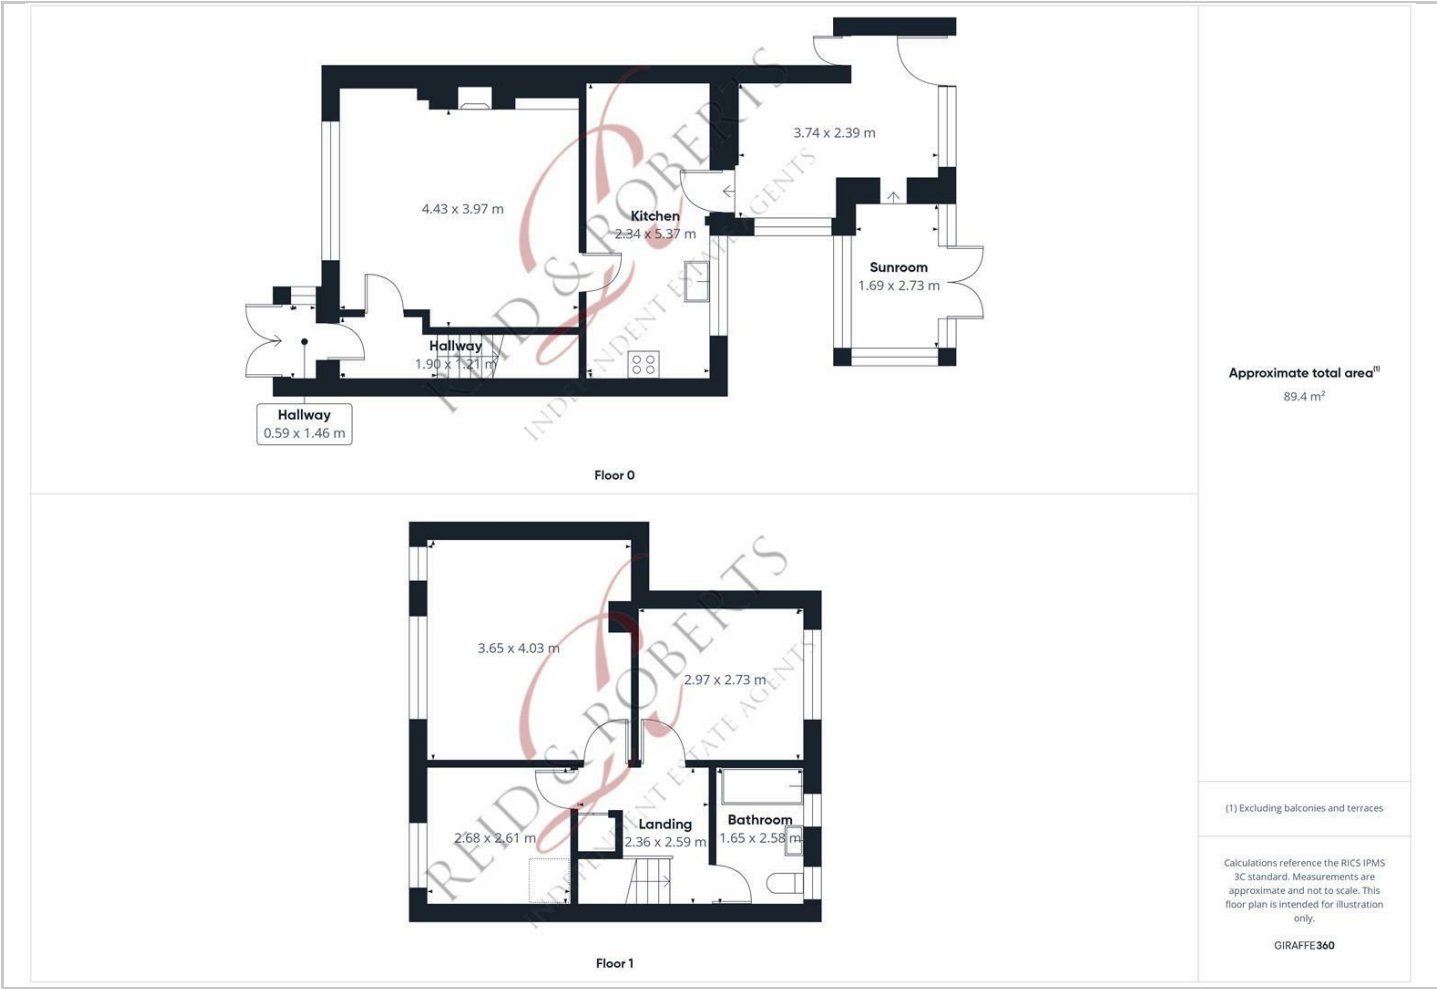 3.74 x 2.39 m
4.43 x 3.97 m
Kitchen
2.34 x 5.37 m
Sunroom
1.69 x 2.73 m
Hallway
1.90 x 1.21 m
Hallway
0.59 x 1.46 m
REID & ROBERTS
INDEPENDENT ESTATE AGENTS
Floor 0
3.65 x 4.03 m
2.97 x 2.73 m
2.68 x 2.61 m
Landing
2.36 x 2.59 m
Bathroom
1.65 x 2.58 m
REID & ROBERTS
INDEPENDENT ESTATE AGENTS
Floor 1
Approximate total area(1)
89.4 m²
(1) Excluding balconies and terraces
Calculations reference the RICS IPMS
3C standard. Measurements are
approximate and not to scale. This
floor plan is intended for illustration
only.
GIRAFFE360